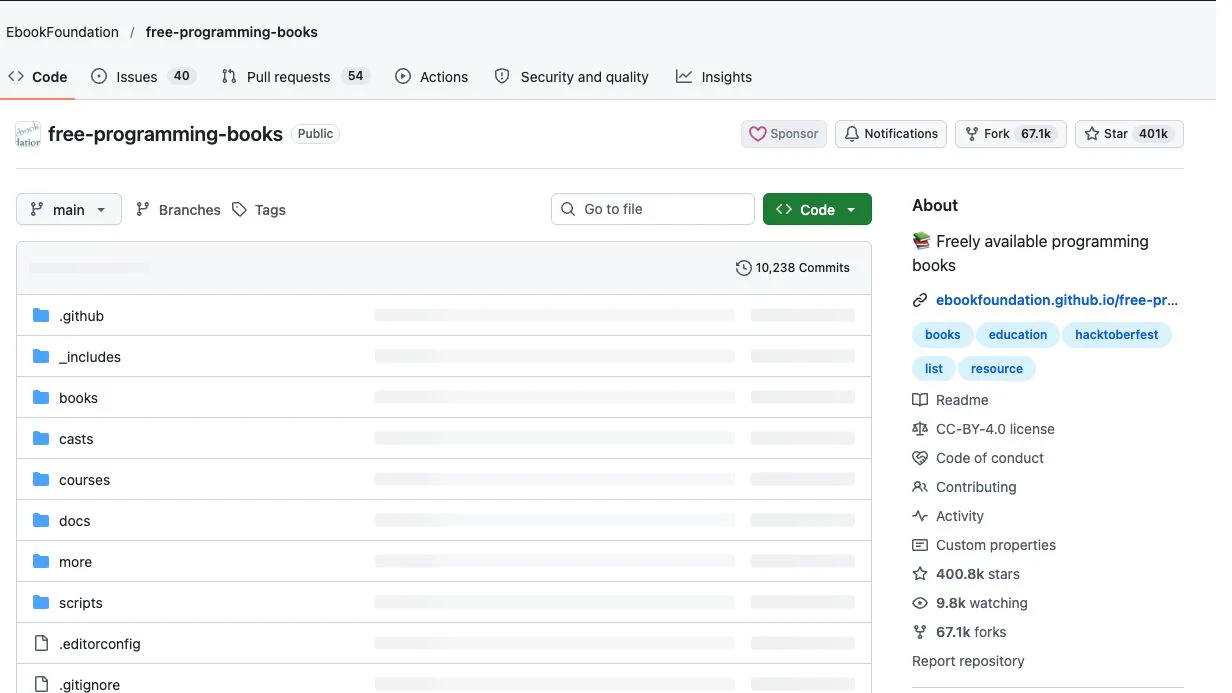 EbookFoundation / free-programming-books
Code Issues 40 Pull requests 54 Actions Security and quality Insights
free-programming-books Public
Sponsor Notifications Fork 67.1k Star 401k
main Branches Tags Go to file Code
10,238 Commits
.github
_includes
books
casts
courses
docs
more
scripts
.editorconfig
.gitignore
About
📚 Freely available programming
books
ebookfoundation.github.io/free-pr...
books education hacktoberfest
list resource
Readme
CC-BY-4.0 license
Code of conduct
Contributing
Activity
Custom properties
400.8k stars
9.8k watching
67.1k forks
Report repository